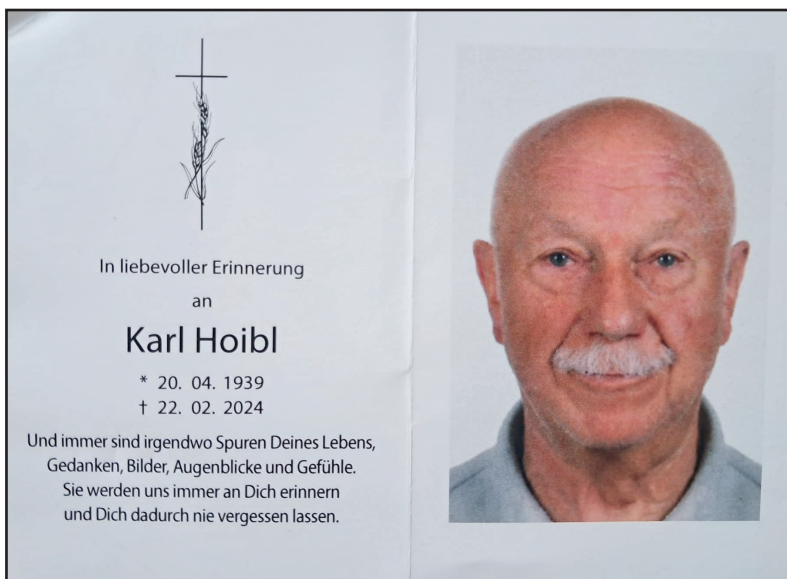 In liebevoller Erinnerung
an
Karl Hoibl
* 20. 04. 1939
† 22. 02. 2024
Und immer sind irgendwo Spuren Deines Lebens,
Gedanken, Bilder, Augenblicke und Gefühle.
Sie werden uns immer an Dich erinnern
und Dich dadurch nie vergessen lassen.